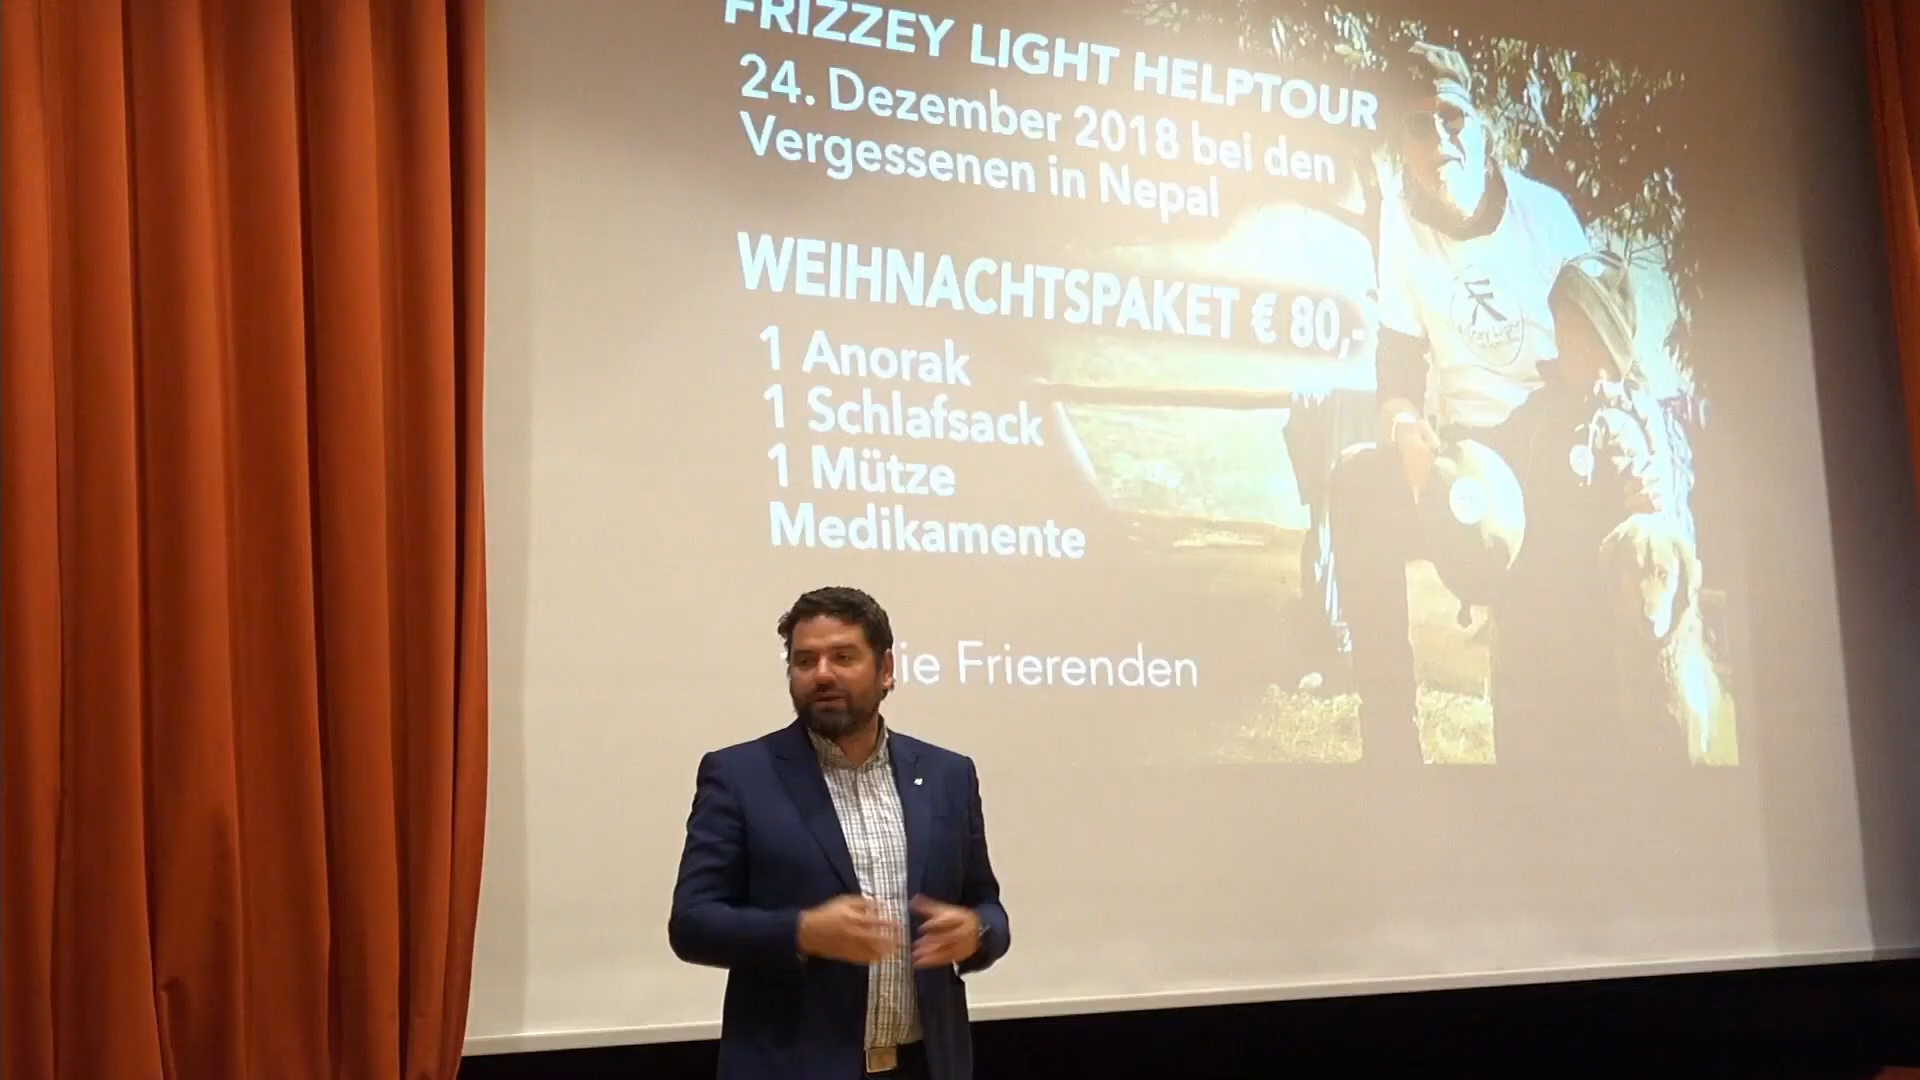 FRIZZEY LIGHT HELPTOUR
24. Dezember 2018 bei den
Vergessenen in Nepal
WEIHNACHTSPAKET € 80,-
1 Anorak
1 Schlafsack
1 Mütze
Medikamente
die Frierenden